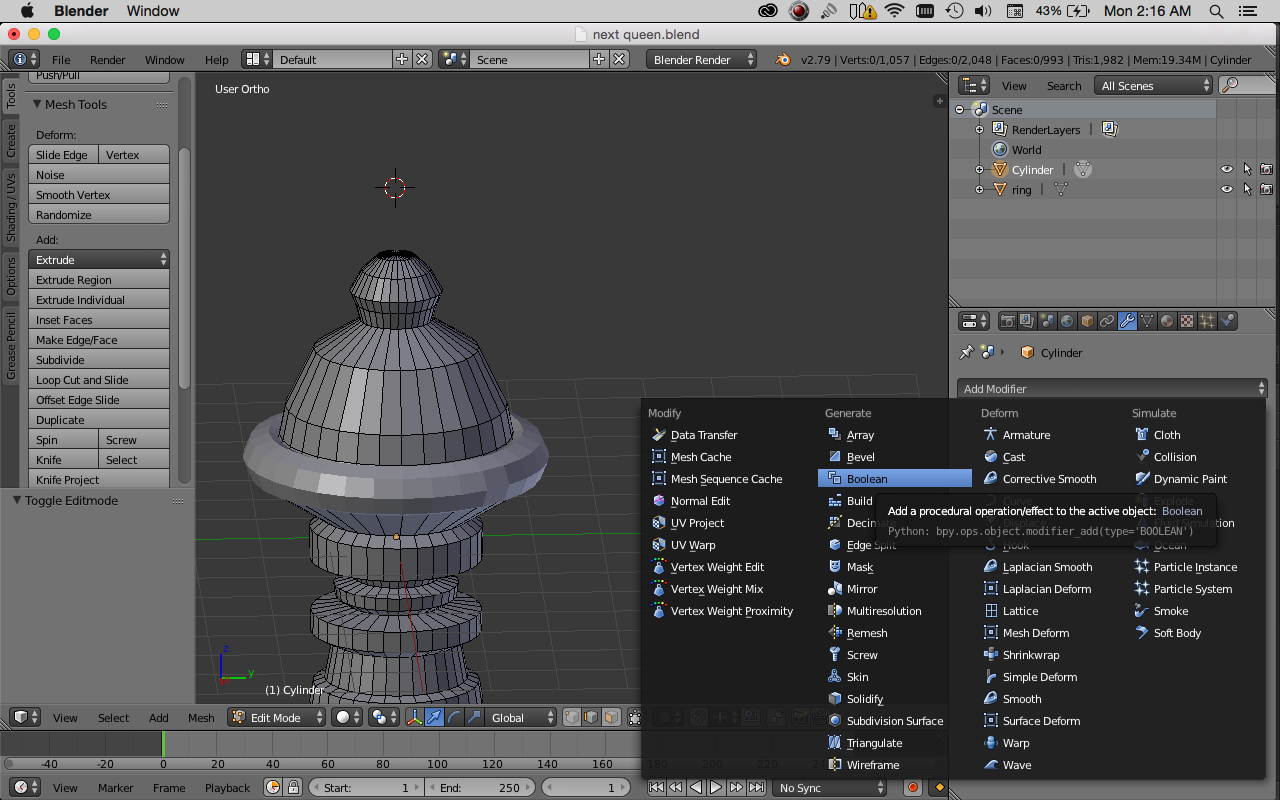 Blender Window 43% Mon 2:16 AM
next queen.blend
File Render Window Help Default Scene Blender Render v2.79 | Verts:0/1,057 | Edges:0/2,048 | Faces:0/993 | Tris:1,982 | Mem:19.34M | Cylinder
Tools
Create
Shading / UVs
Options
Grease Pencil
Push/Pull
Mesh Tools
Deform:
Slide Edge Vertex
Noise
Smooth Vertex
Randomize
Add:
Extrude
Extrude Region
Extrude Individual
Inset Faces
Make Edge/Face
Subdivide
Loop Cut and Slide
Offset Edge Slide
Duplicate
Spin Screw
Knife Select
Knife Project
Toggle Editmode
User Ortho
z
y
(1) Cylinder
View Search All Scenes
Scene
RenderLayers
World
Cylinder
ring
Cylinder
Add Modifier
Modify
Data Transfer
Mesh Cache
Mesh Sequence Cache
Normal Edit
UV Project
UV Warp
Vertex Weight Edit
Vertex Weight Mix
Vertex Weight Proximity
Generate
Array
Bevel
Boolean
Build
Decimate
Edge Split
Mask
Mirror
Multiresolution
Remesh
Screw
Skin
Solidify
Subdivision Surface
Triangulate
Wireframe
Deform
Armature
Cast
Corrective Smooth
Curve
Displace
Hook
Laplacian Smooth
Laplacian Deform
Lattice
Mesh Deform
Shrinkwrap
Simple Deform
Smooth
Surface Deform
Warp
Wave
Simulate
Cloth
Collision
Dynamic Paint
Explode
Fluid Simulation
Ocean
Particle Instance
Particle System
Smoke
Soft Body
Add a procedural operation/effect to the active object: Boolean
Python: bpy.ops.object.modifier_add(type='BOOLEAN')
View Select Add Mesh Edit Mode Global
-40 -20 0 20 40 60 80 100 120 140 160
View Marker Frame Playback Start: 1 End: 250 1 No Sync